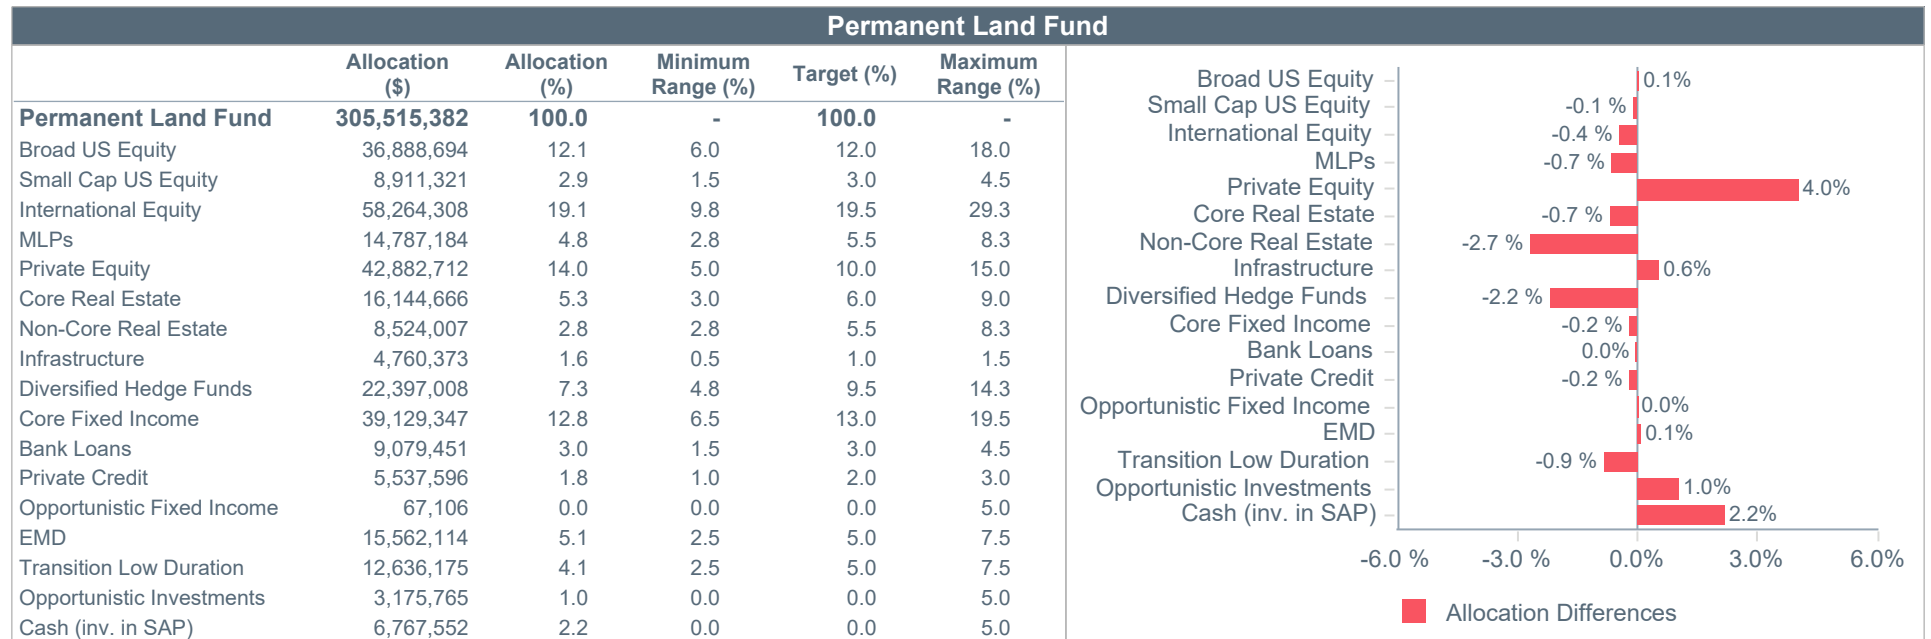 Permanent Land Fund
Allocation ($) Allocation (%) Minimum Range (%) Target (%) Maximum Range (%)
Permanent Land Fund 305,515,382 100.0 - 100.0 -
Broad US Equity 36,888,694 12.1 6.0 12.0 18.0
Small Cap US Equity 8,911,321 2.9 1.5 3.0 4.5
International Equity 58,264,308 19.1 9.8 19.5 29.3
MLPs 14,787,184 4.8 2.8 5.5 8.3
Private Equity 42,882,712 14.0 5.0 10.0 15.0
Core Real Estate 16,144,666 5.3 3.0 6.0 9.0
Non-Core Real Estate 8,524,007 2.8 2.8 5.5 8.3
Infrastructure 4,760,373 1.6 0.5 1.0 1.5
Diversified Hedge Funds 22,397,008 7.3 4.8 9.5 14.3
Core Fixed Income 39,129,347 12.8 6.5 13.0 19.5
Bank Loans 9,079,451 3.0 1.5 3.0 4.5
Private Credit 5,537,596 1.8 1.0 2.0 3.0
Opportunistic Fixed Income 67,106 0.0 0.0 0.0 5.0
EMD 15,562,114 5.1 2.5 5.0 7.5
Transition Low Duration 12,636,175 4.1 2.5 5.0 7.5
Opportunistic Investments 3,175,765 1.0 0.0 0.0 5.0
Cash (inv. in SAP) 6,767,552 2.2 0.0 0.0 5.0
Broad US Equity 0.1%
Small Cap US Equity -0.1 %
International Equity -0.4 %
MLPs -0.7 %
Private Equity 4.0%
Core Real Estate -0.7 %
Non-Core Real Estate -2.7 %
Infrastructure 0.6%
Diversified Hedge Funds -2.2 %
Core Fixed Income -0.2 %
Bank Loans 0.0%
Private Credit -0.2 %
Opportunistic Fixed Income 0.0%
EMD 0.1%
Transition Low Duration -0.9 %
Opportunistic Investments 1.0%
Cash (inv. in SAP) 2.2%
-6.0 % -3.0 % 0.0% 3.0% 6.0%
Allocation Differences